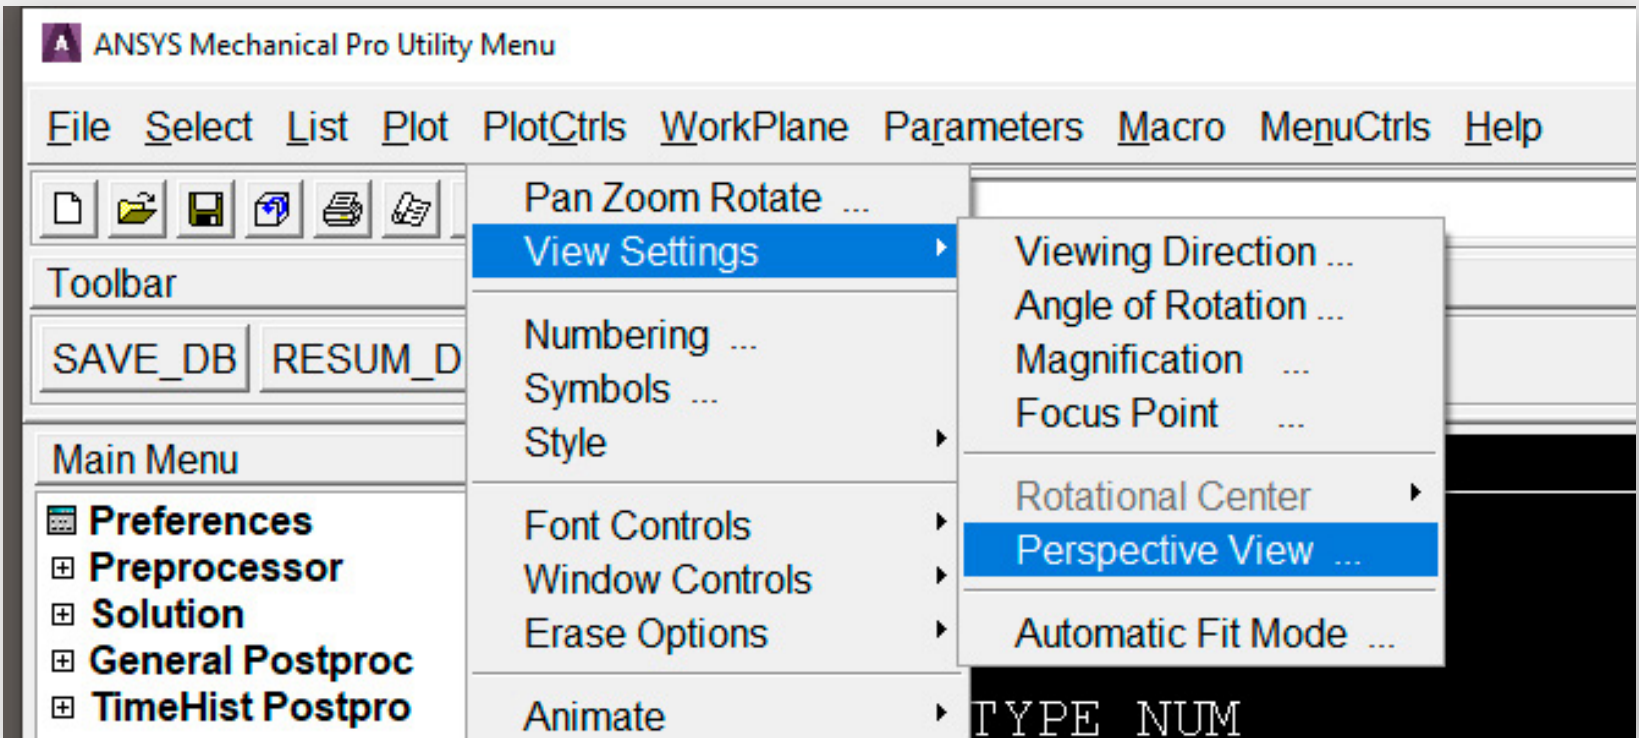 ANSYS Mechanical Pro Utility Menu
File Select List Plot PlotCtrls WorkPlane Parameters Macro MenuCtrls Help
Pan Zoom Rotate ...
View Settings
Viewing Direction ...
Angle of Rotation ...
Magnification ...
Focus Point ...
Rotational Center
Perspective View ...
Automatic Fit Mode ...
Toolbar
SAVE_DB RESUM_D
Numbering ...
Symbols ...
Style
Font Controls
Window Controls
Erase Options
Animate
Main Menu
Preferences
Preprocessor
Solution
General Postproc
TimeHist Postpro
TYPE NUM